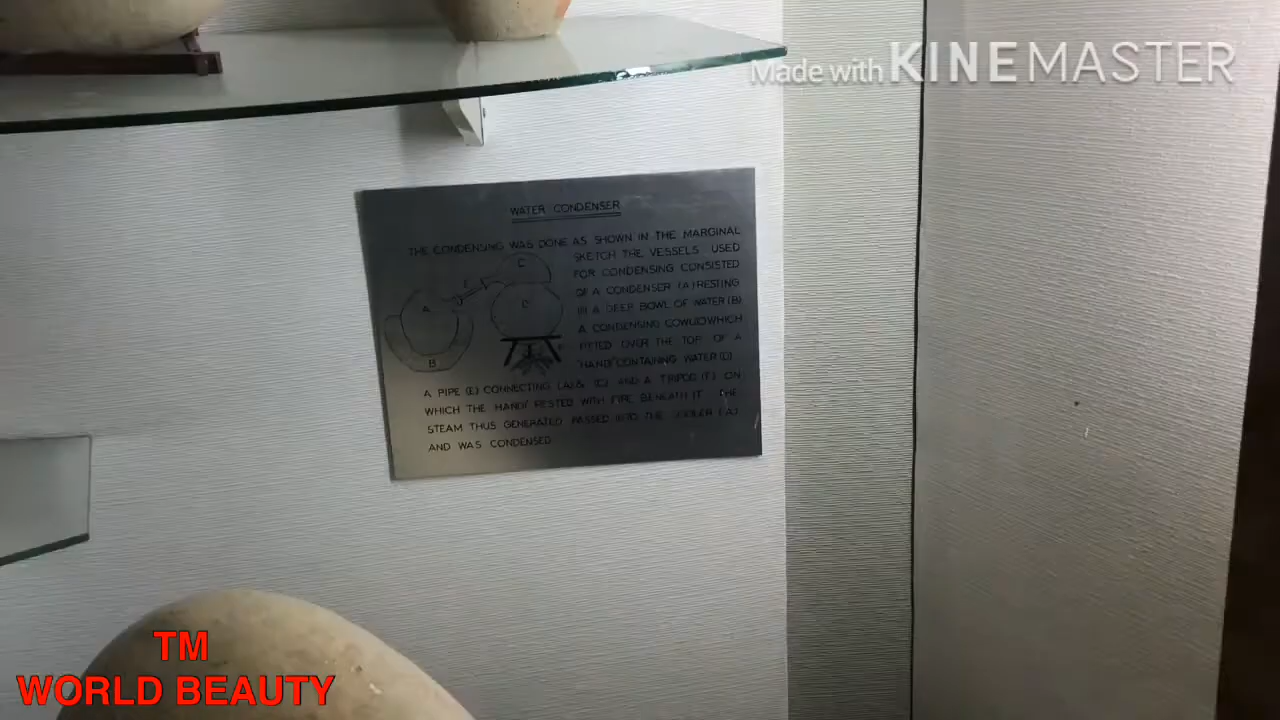 Made with KINEMASTER
WATER CONDENSER
THE CONDENSING WAS DONE AS SHOWN IN THE MARGINAL
SKETCH THE VESSELS USED
FOR CONDENSING CONSISTED
OF A CONDENSER (A) RESTING
IN A DEEP BOWL OF WATER (B)
A CONDENSING WHICH
FITTED OVER THE TOP OF A
"HANDI" CONTAINING WATER (D)
A PIPE (E) CONNECTING (A) & (C) AND A TRIPOD (F) ON
WHICH THE HANDI RESTED WITH FIRE BENEATH IT THE
STEAM THUS GENERATED PASSED INTO THE COOLER (A)
AND WAS CONDENSED
C
E
A
D
B
TM
WORLD BEAUTY